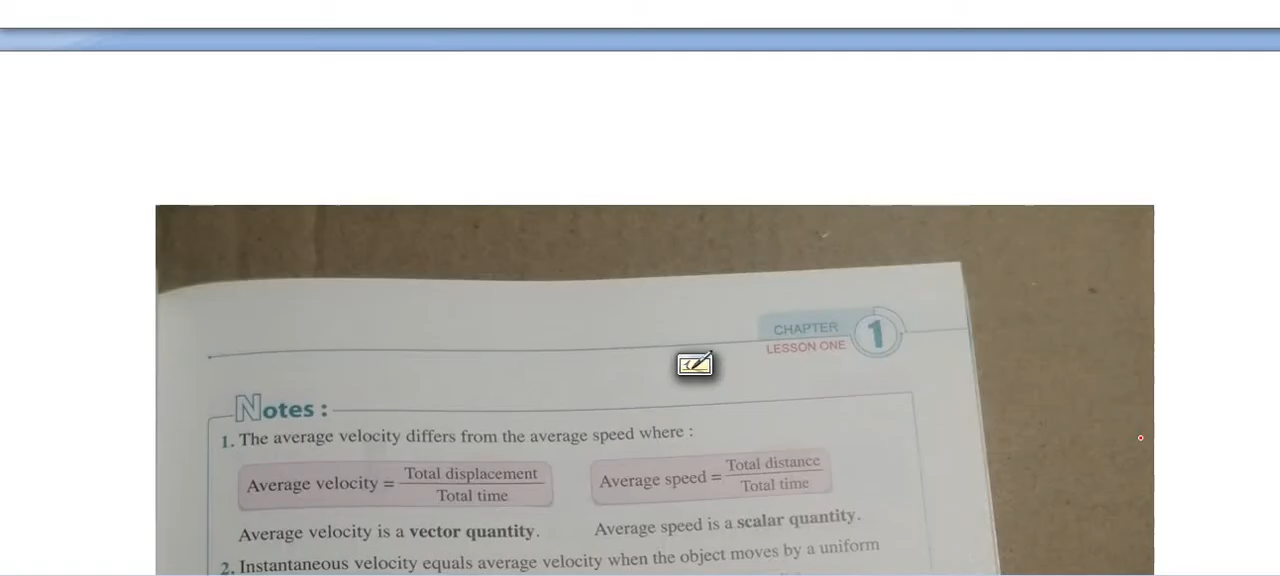 CHAPTER 1
LESSON ONE
Notes :
1. The average velocity differs from the average speed where :
Average velocity = Total displacement / Total time
Average speed = Total distance / Total time
Average velocity is a vector quantity. Average speed is a scalar quantity.
2. Instantaneous velocity equals average velocity when the object moves by a uniform